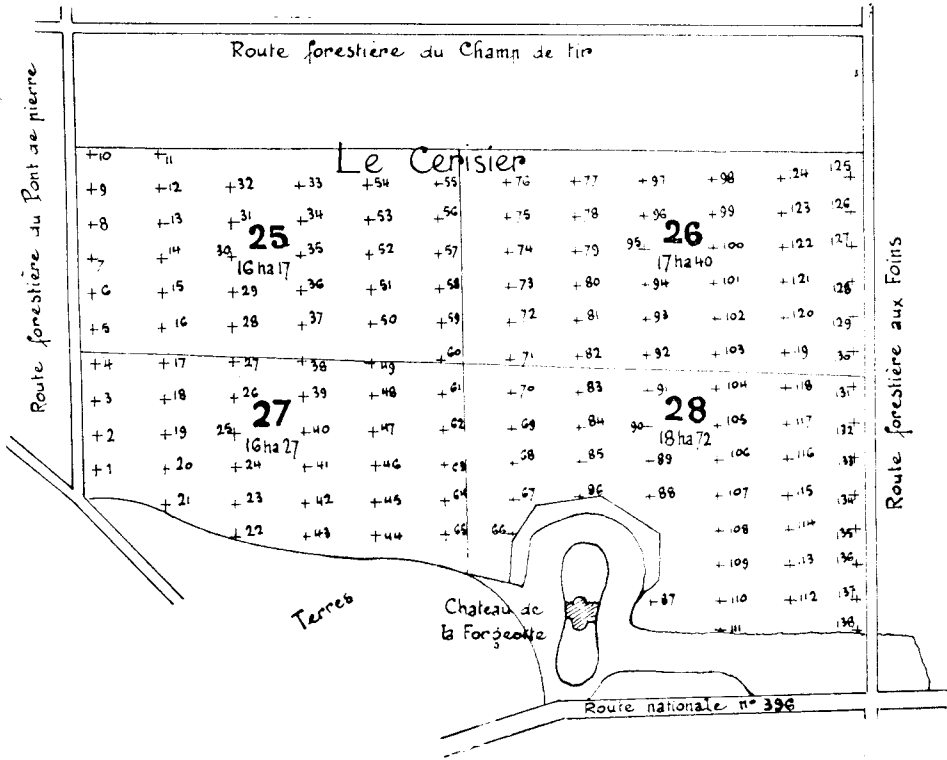 Route forestière du Champ de tir
Route forestière du Pont de pierre
Le Cerisier
+10 +11
+9 +12 +32 +33 +54 +55 +76 +77 +97 +98 +124 125+
+8 +13 +31 +34 +53 +56 +75 +78 +96 +99 +123 126+
25 26
+7 +14 30+ +35 +52 +57 +74 +79 95+ +100 +122 127+
16 ha 17 17 ha 40
+6 +15 +29 +36 +51 +58 +73 +80 +94 +101 +121 128+
+5 +16 +28 +37 +50 +59 +72 +81 +93 +102 +120 129+
+4 +17 +27 +38 +49 +60 +71 +82 +92 +103 +119 130+
+3 +18 +26 +39 +48 +61 +70 +83 +91 +104 +118 131+
27 28
+2 +19 25+ +40 +47 +62 +69 +84 90+ +105 +117 132+
16 ha 27 18 ha 72
+1 +20 +24 +41 +46 +63 +68 +85 +89 +106 +116 133+
+21 +23 +42 +45 +64 +67 +86 +88 +107 +115 134+
+22 +43 +44 +65 66+ +108 +114 135+
+109 +113 136+
+87 +110 +112 137+
+111 138+
Route forestière aux Foins
Terres
Chateau de
la Forgeotte
Route nationale n° 396